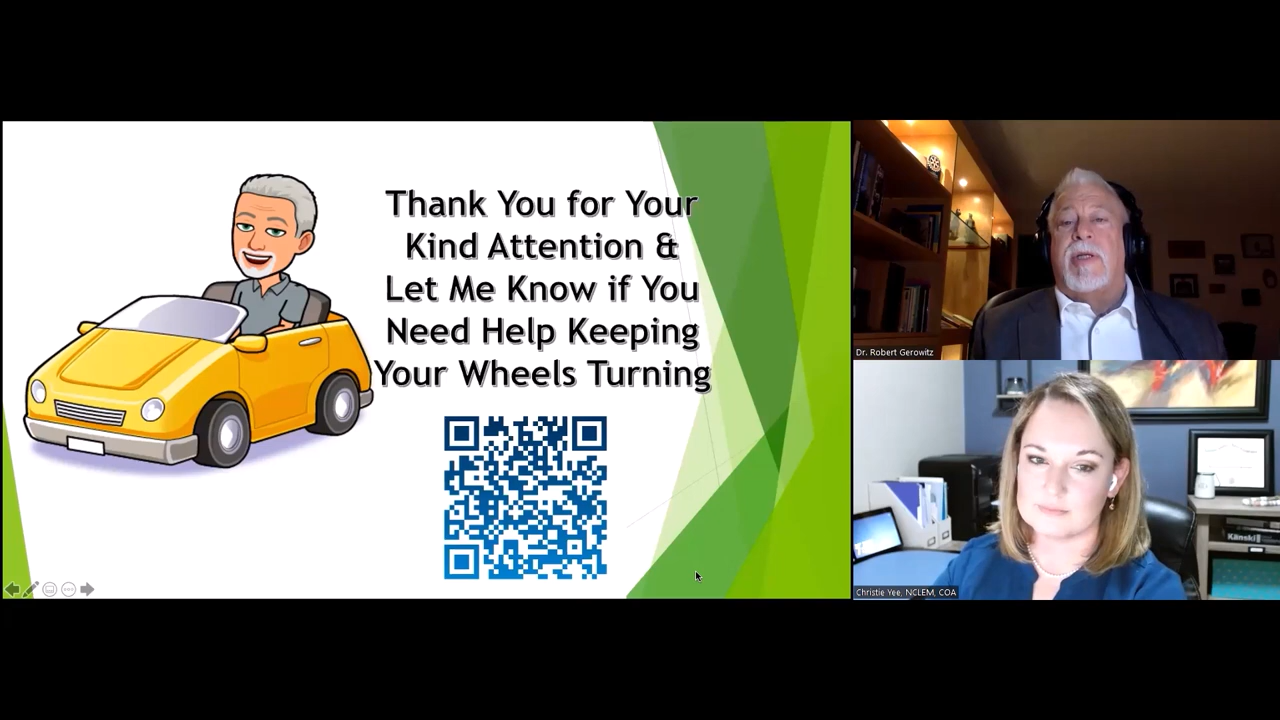 Thank You for Your
Kind Attention &
Let Me Know if You
Need Help Keeping
Your Wheels Turning
Dr. Robert Gerowitz
Känski
Christie Yee, NCLEM, COA